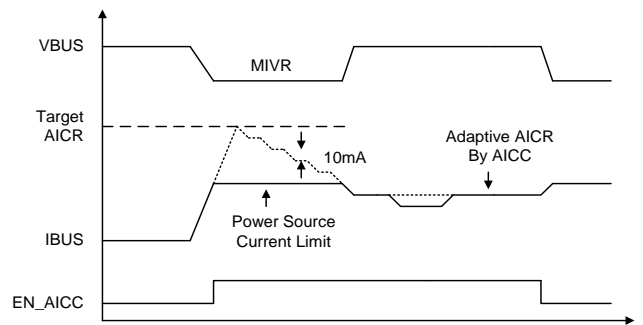 VBUS
MIVR
Target
AICR
10mA
Adaptive AICR
By AICC
Power Source
Current Limit
IBUS
EN_AICC